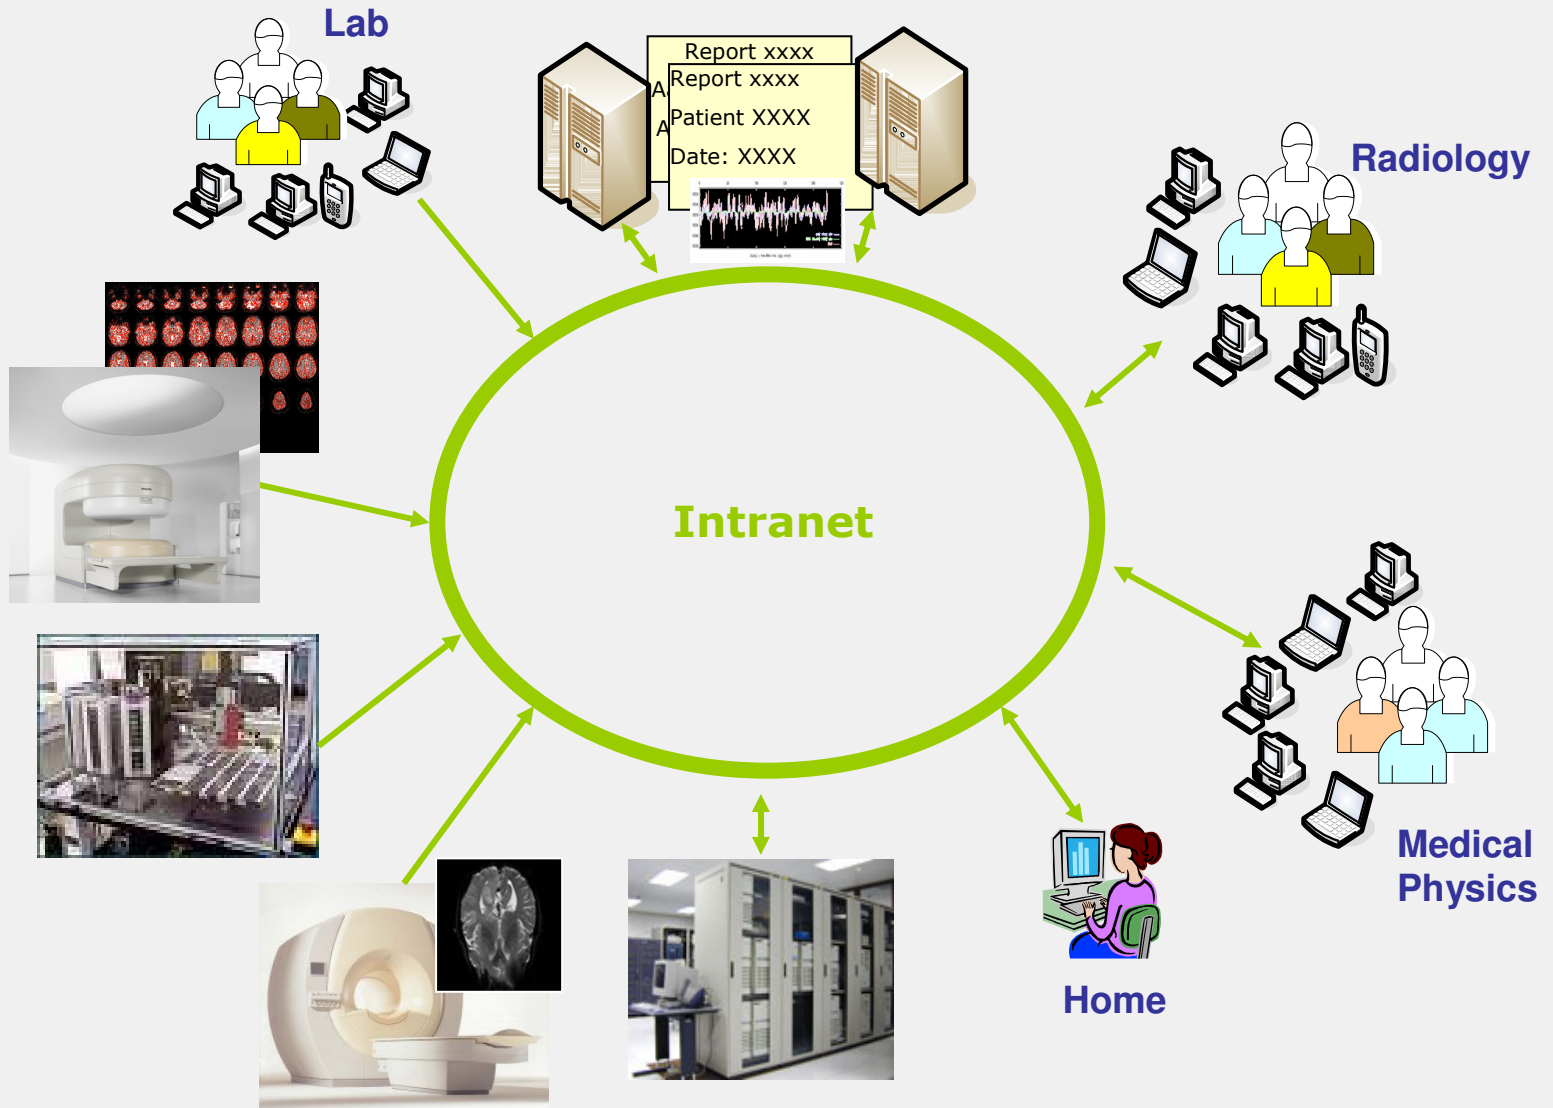 Lab
Report xxxx
A
A
Report xxxx
Patient XXXX
Date: XXXX
Radiology
Intranet
Medical
Physics
Home